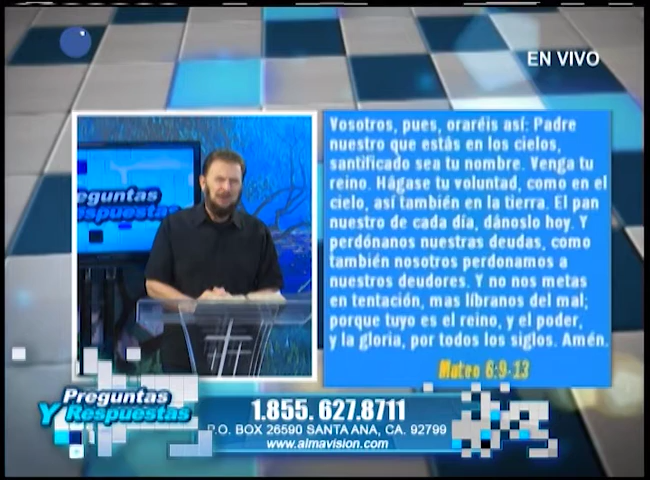 EN VIVO
Vosotros, pues, oraréis así: Padre
nuestro que estás en los cielos,
santificado sea tu nombre. Venga tu
reino. Hágase tu voluntad, como en el
cielo, así también en la tierra. El pan
nuestro de cada día, dánoslo hoy. Y
perdónanos nuestras deudas, como
también nosotros perdonamos a
nuestros deudores. Y no nos metas
en tentación, mas líbranos del mal;
porque tuyo es el reino, y el poder,
y la gloria, por todos los siglos. Amén.
Mateo 6:9-13
eguntas
espuestas
Preguntas
Y Respuestas
1.855. 627.8711
P.O. BOX 26590 SANTA ANA, CA. 92799
www.almavision.com